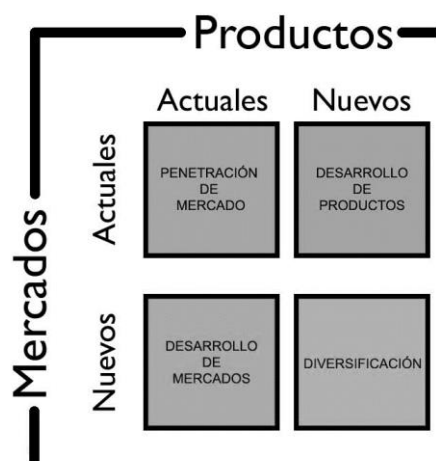 Productos
Actuales Nuevos
Mercados
Actuales
PENETRACIÓN
DE
MERCADO
DESARROLLO
DE
PRODUCTOS
Nuevos
DESARROLLO
DE
MERCADOS
DIVERSIFICACIÓN